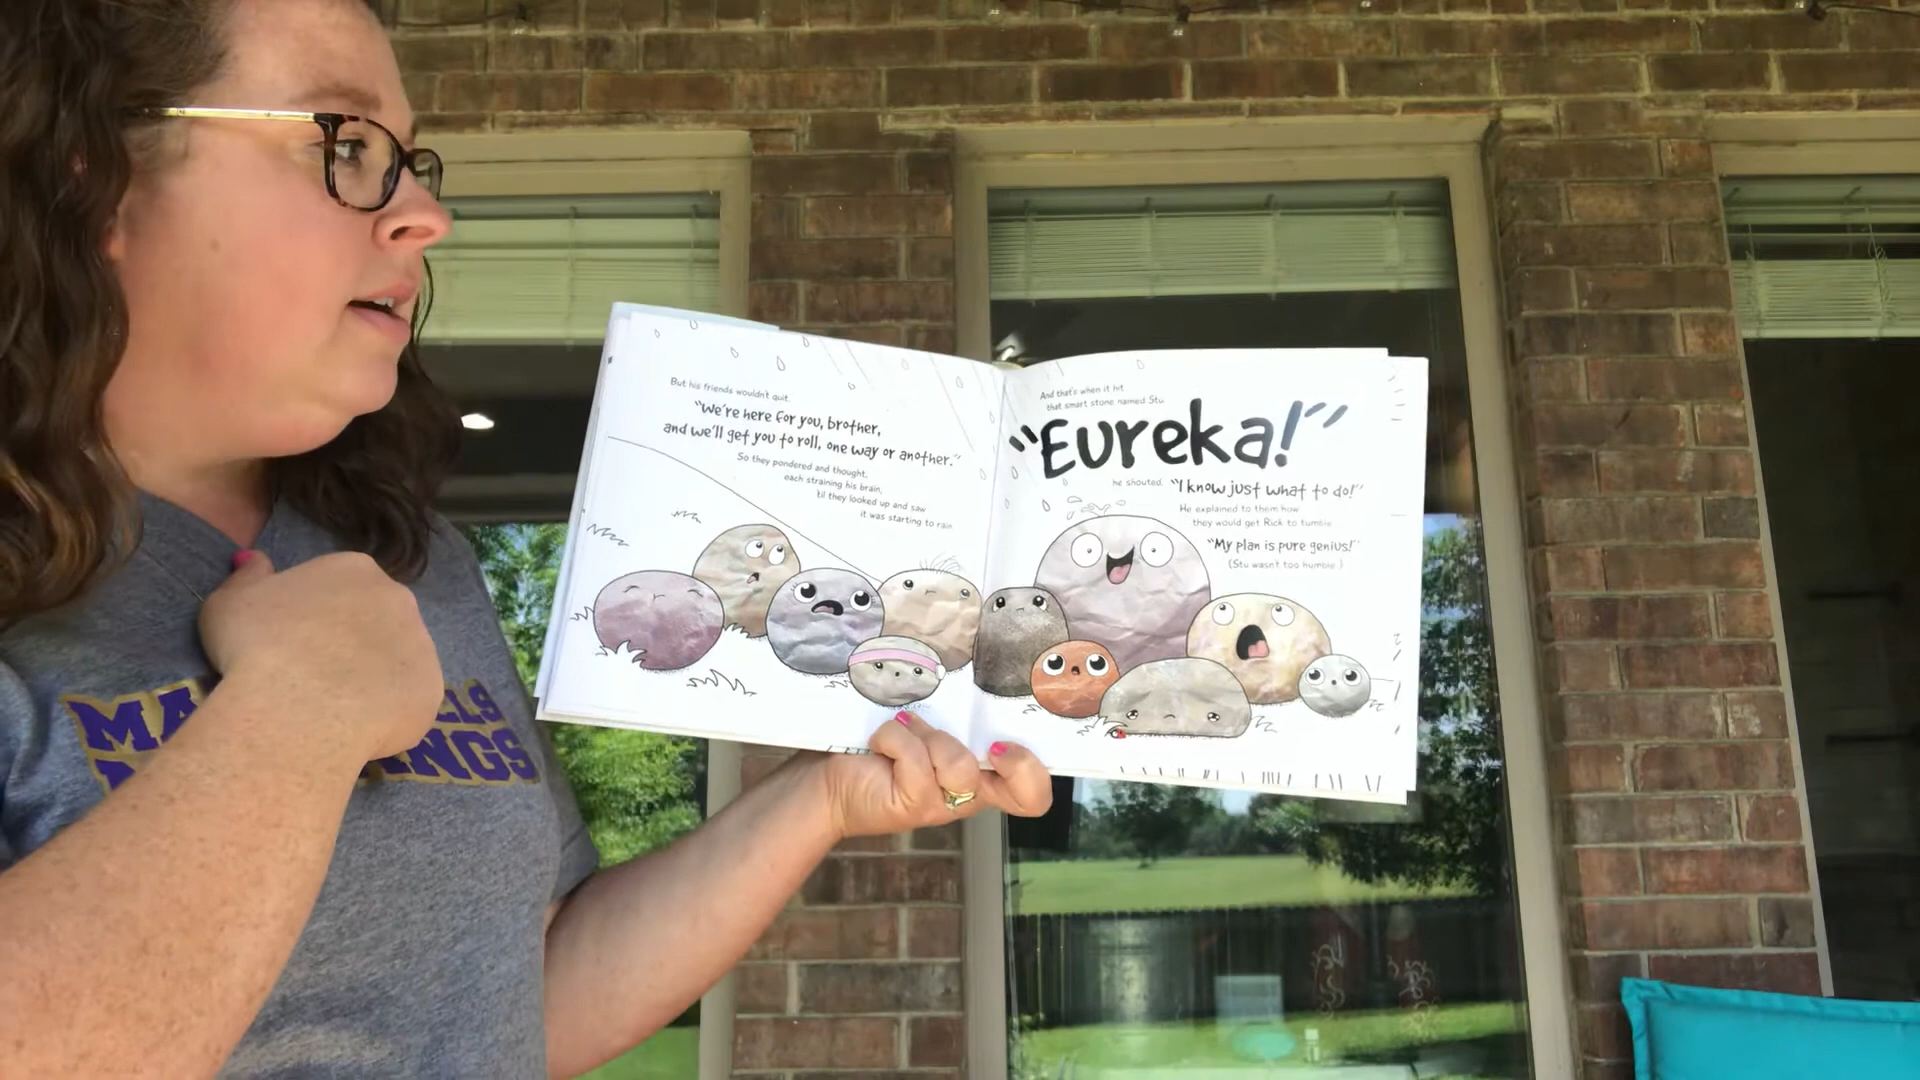 But his friends wouldn't quit.
"We're here for you, brother,
and we'll get you to roll, one way or another."
So they pondered and thought,
each straining his brain,
'til they looked up and saw
it was starting to rain.
And that's when it hit
that smart stone named Stu.
"Eureka!"
he shouted. "I know just what to do!"
He explained to them how
they would get Rick to tumble
"My plan is pure genius!"
(Stu wasn't too humble.)
MA LLS
NGS